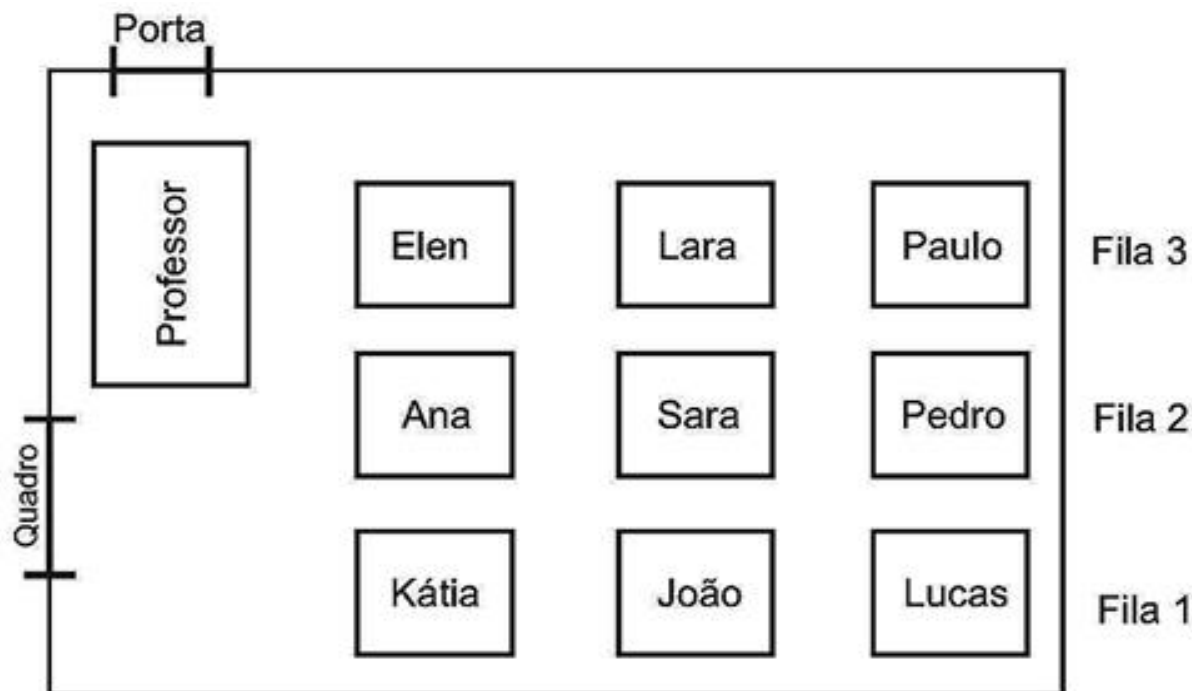 Porta
Professor
Elen Lara Paulo Fila 3
Ana Sara Pedro Fila 2
Quadro
Kátia João Lucas Fila 1